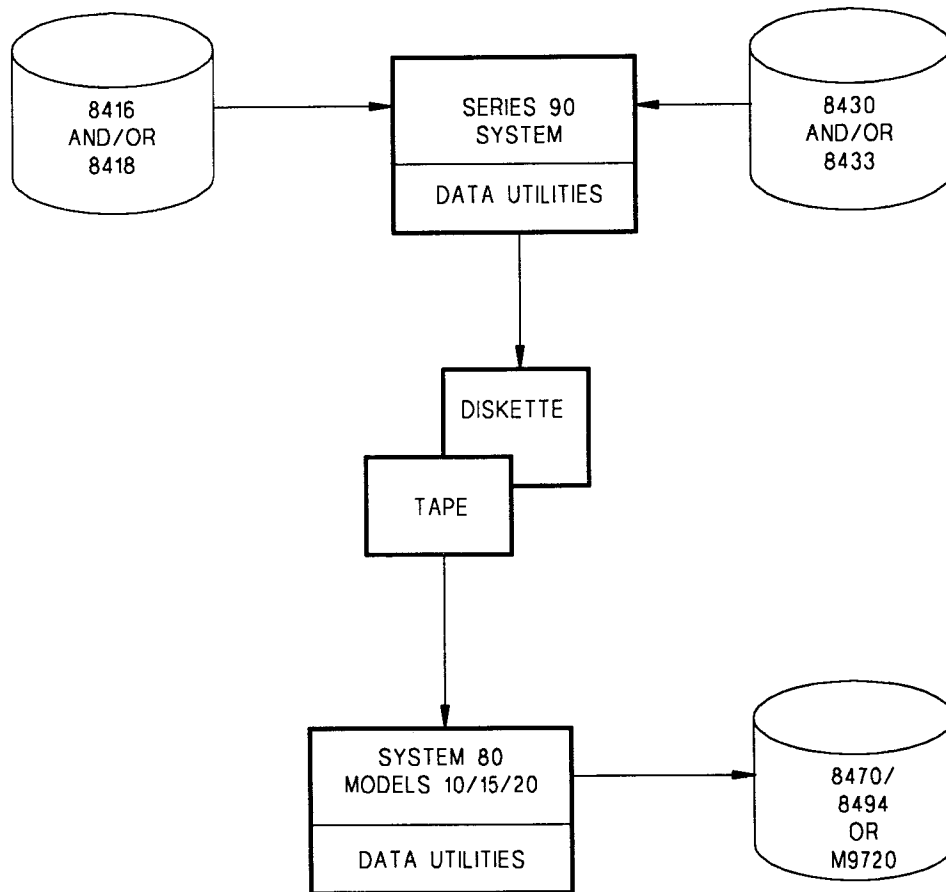 8416
AND/OR
8418
SERIES 90
SYSTEM
DATA UTILITIES
8430
AND/OR
8433
DISKETTE
TAPE
SYSTEM 80
MODELS 10/15/20
DATA UTILITIES
8470/
8494
OR
M9720